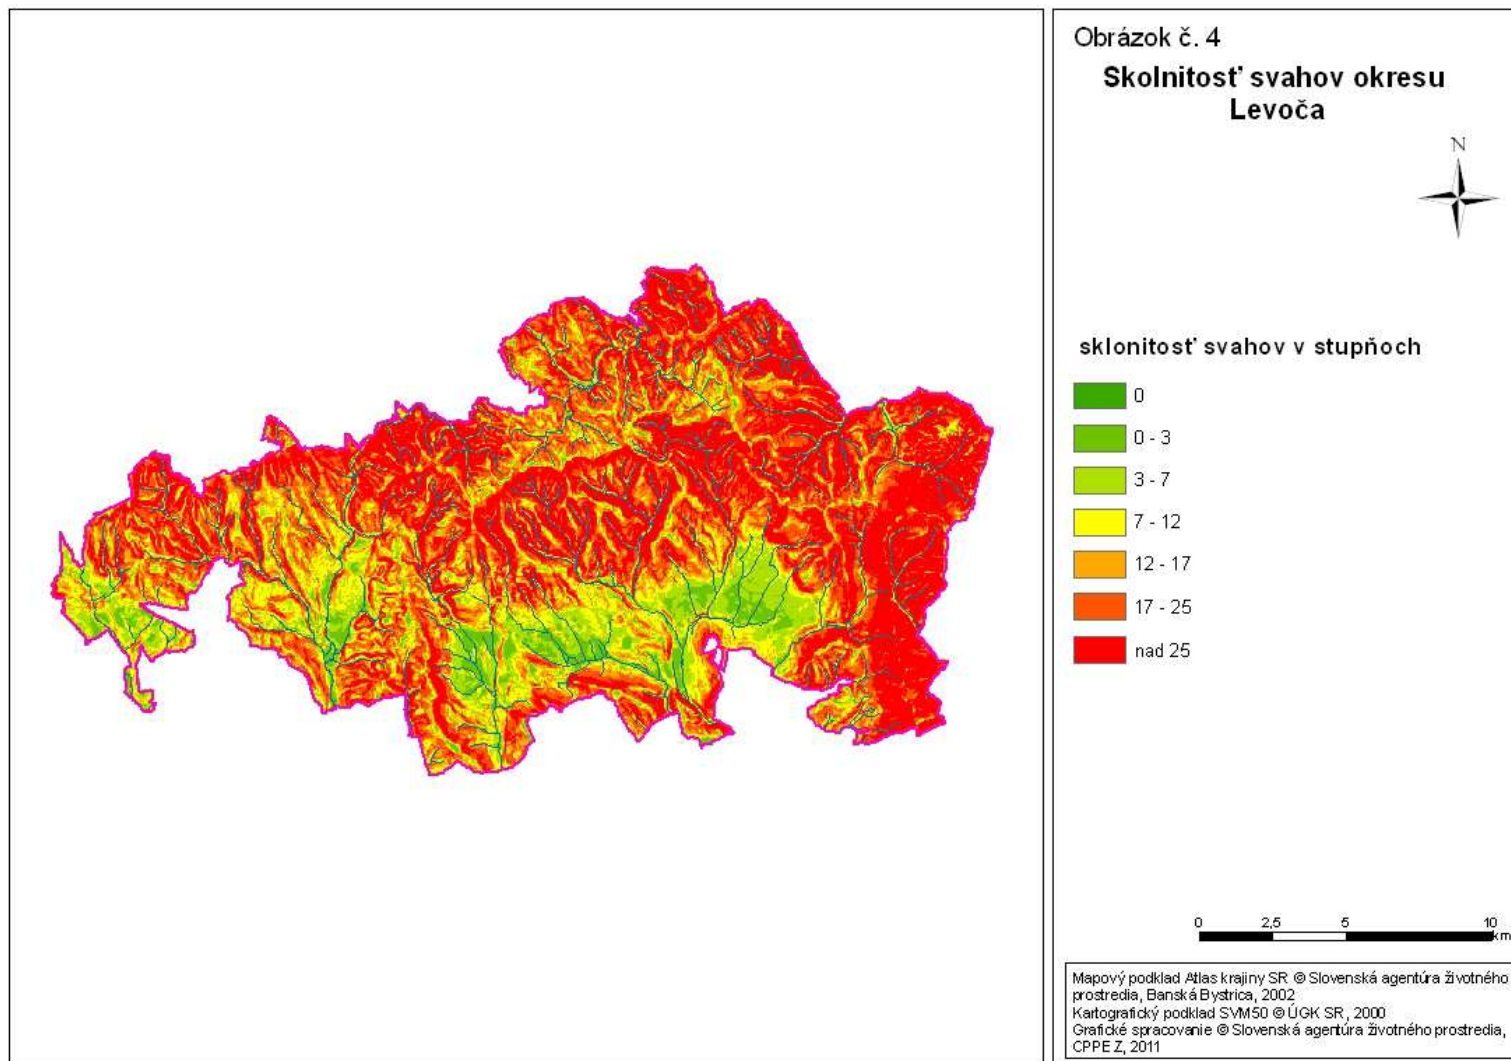 Obrázok č. 4
Skolnitosť svahov okresu
Levoča
N
sklonitosť svahov v stupňoch
0
0 - 3
3 - 7
7 - 12
12 - 17
17 - 25
nad 25
0 2,5 5 10
km
Mapový podklad Atlas krajiny SR © Slovenská agentúra životného
prostredia, Banská Bystrica, 2002
Kartografický podklad SVM50 © ÚGK SR, 2000
Grafické spracovanie © Slovenská agentúra životného prostredia,
CPPEZ, 2011